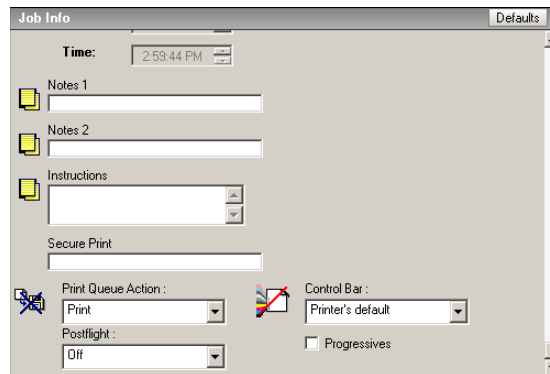 Job Info Defaults
Time: 2:59:44 PM
Notes 1
Notes 2
Instructions
Secure Print
Print Queue Action : Control Bar :
Print Printer's default
Postflight : Progressives
Off